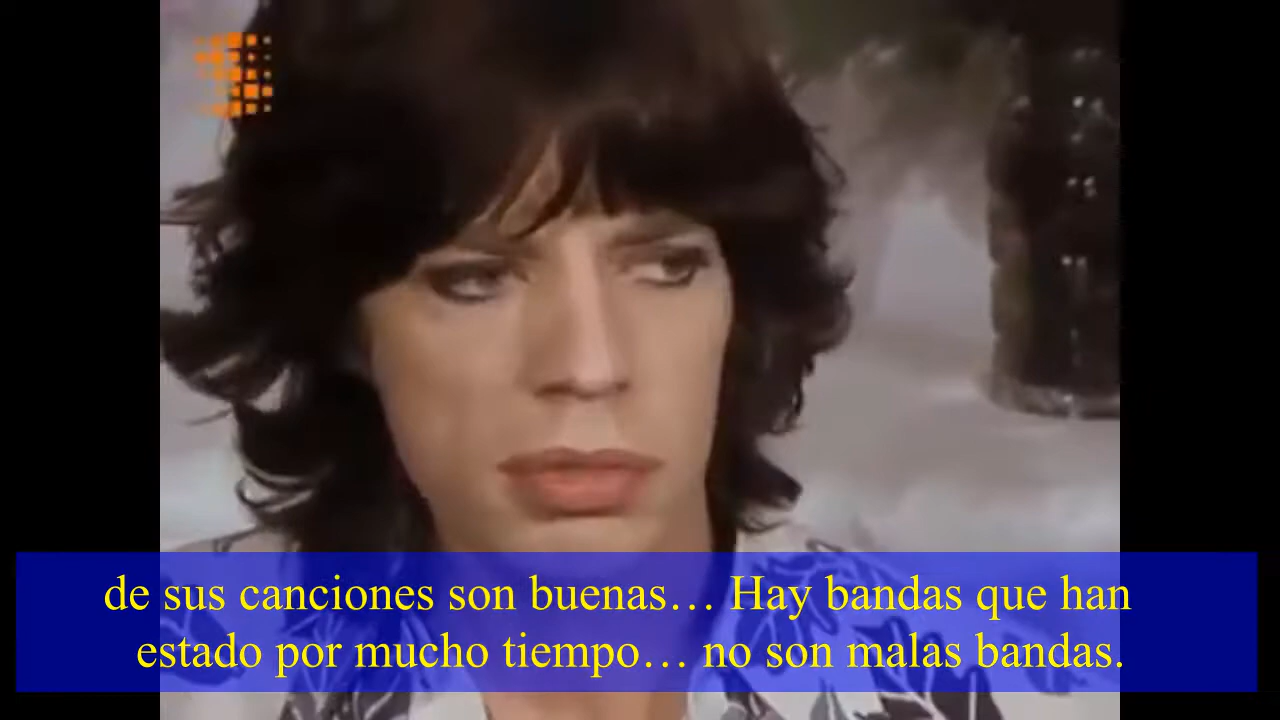 de sus canciones son buenas… Hay bandas que han
estado por mucho tiempo… no son malas bandas.